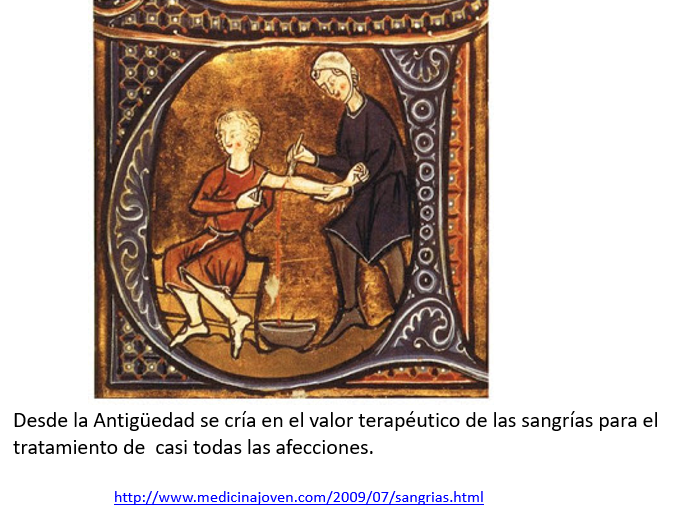 Desde la Antigüedad se cría en el valor terapéutico de las sangrías para el
tratamiento de  casi todas las afecciones.
http://www.medicinajoven.com/2009/07/sangrias.html